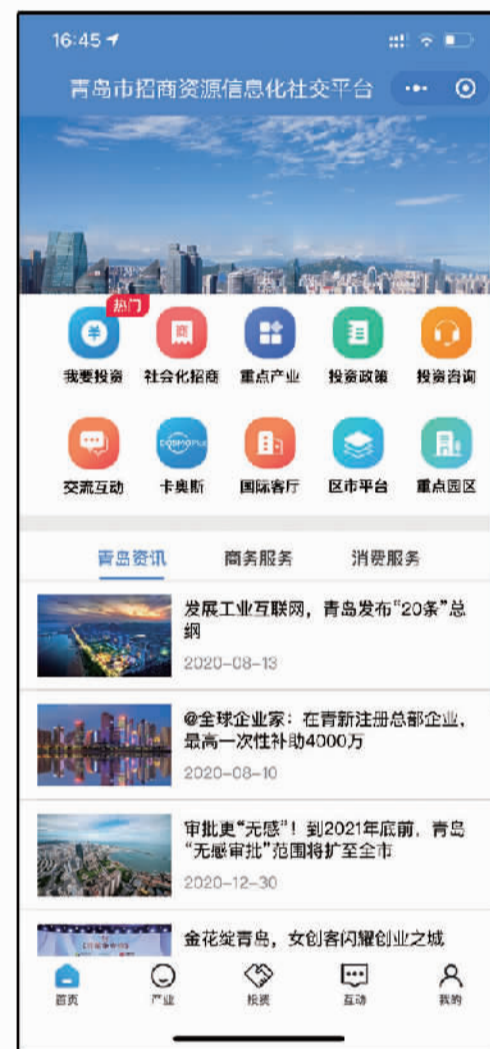 16:45
青岛市招商资源信息化社交平台
热门
商
我要投资 社会化招商 重点产业 投资政策 投资咨询
COSMOPlat
交流互动 卡奥斯 国际客厅 区市平台 重点园区
青岛资讯 商务服务 消费服务
发展工业互联网，青岛发布“20条”总
纲
2020-08-13
@全球企业家：在青新注册总部企业，
最高一次性补助4000万
2020-08-10
审批更“无感”！到2021年底前，青岛
“无感审批”范围将扩至全市
2020-12-30
金花绽青岛，女创客闪耀创业之城
首页 产业 投资 互动 我的